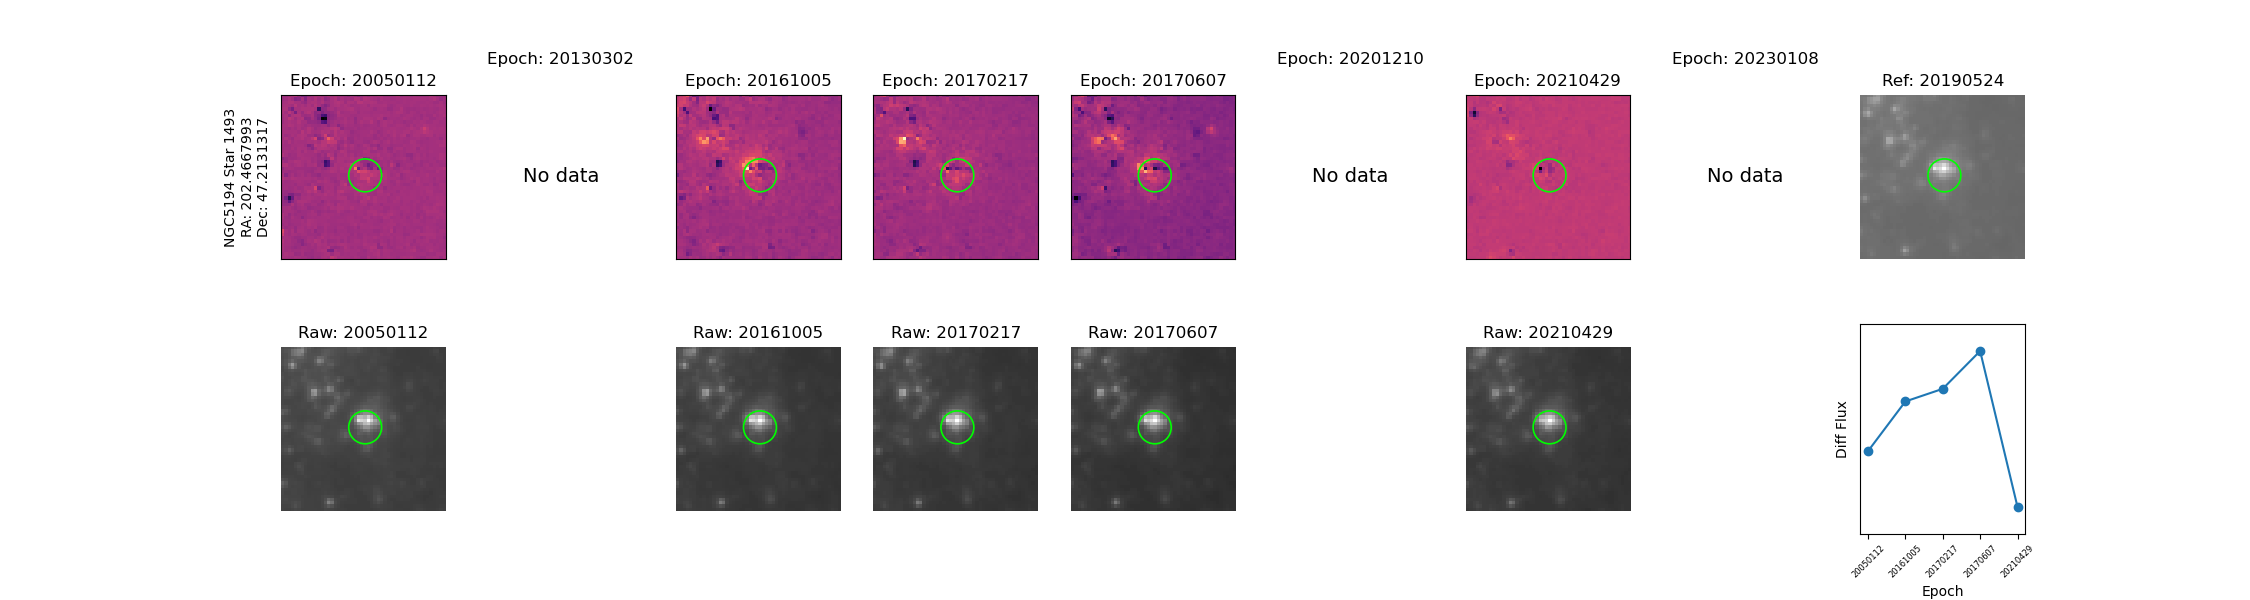 NGC5194 Star 1493
RA: 202.4667993
Dec: 47.2131317
Epoch: 20050112
Epoch: 20130302
No data
Epoch: 20161005
Epoch: 20170217
Epoch: 20170607
Epoch: 20201210
No data
Epoch: 20210429
Epoch: 20230108
No data
Ref: 20190524
Raw: 20050112
Raw: 20161005
Raw: 20170217
Raw: 20170607
Raw: 20210429
Diff Flux
20050112
20161005
20170217
20170607
20210429
Epoch